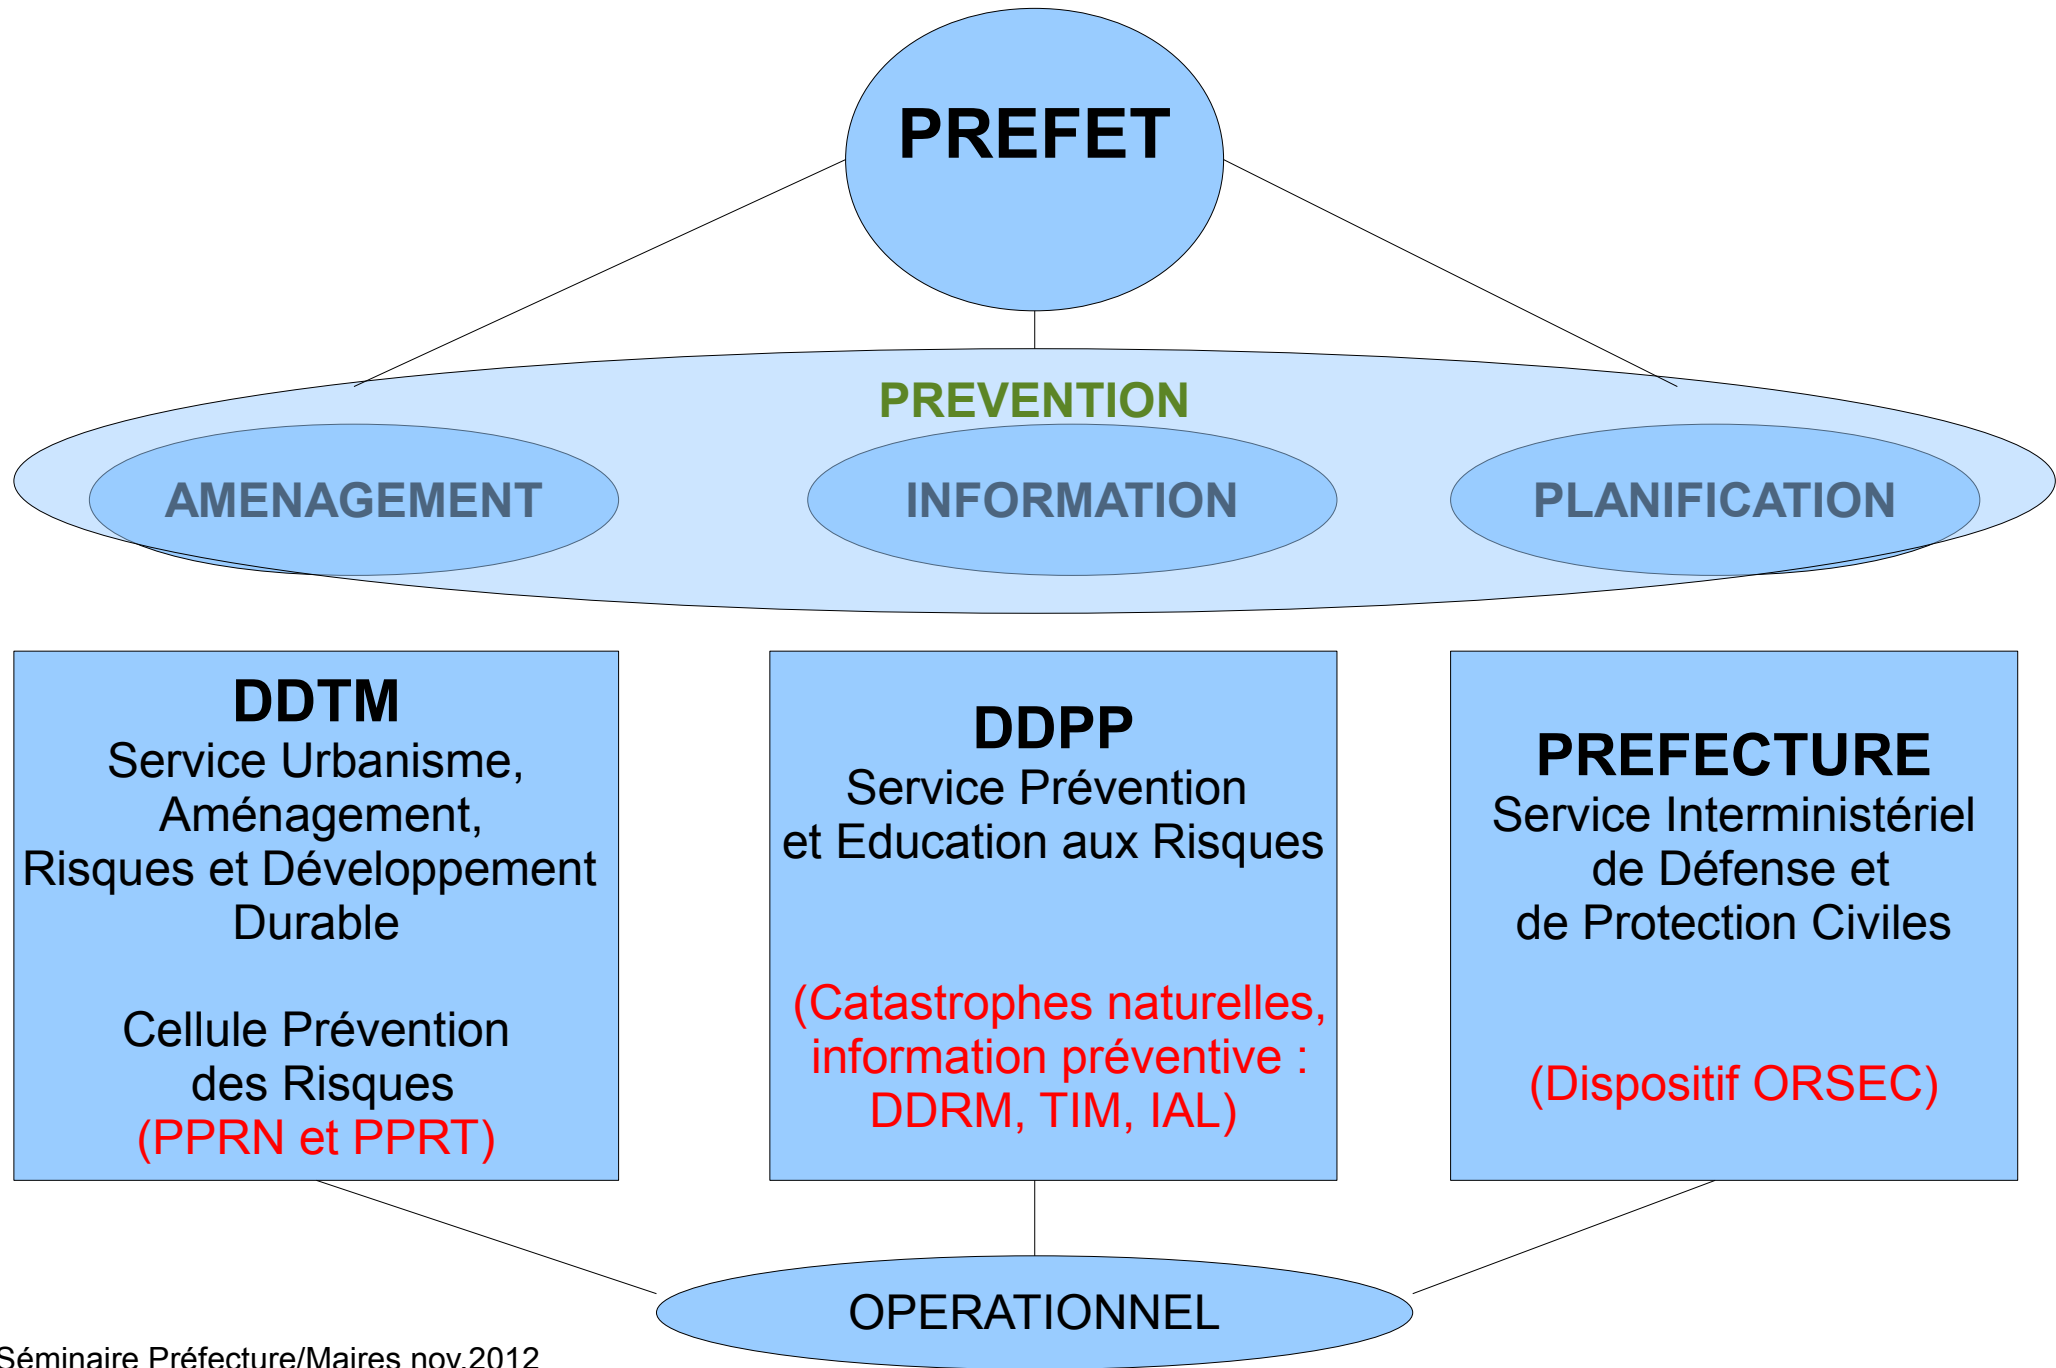 PREFET
PREVENTION
AMENAGEMENT
INFORMATION
PLANIFICATION
DDTM
Service Urbanisme,
Aménagement,
Risques et Développement
Durable
Cellule Prévention
des Risques
(PPRN et PPRT)
DDPP
Service Prévention
et Education aux Risques
(Catastrophes naturelles,
information préventive :
DDRM, TIM, IAL)
PREFECTURE
Service Interministériel
de Défense et
de Protection Civiles
(Dispositif ORSEC)
OPERATIONNEL
Séminaire Préfecture/Maires nov.2012